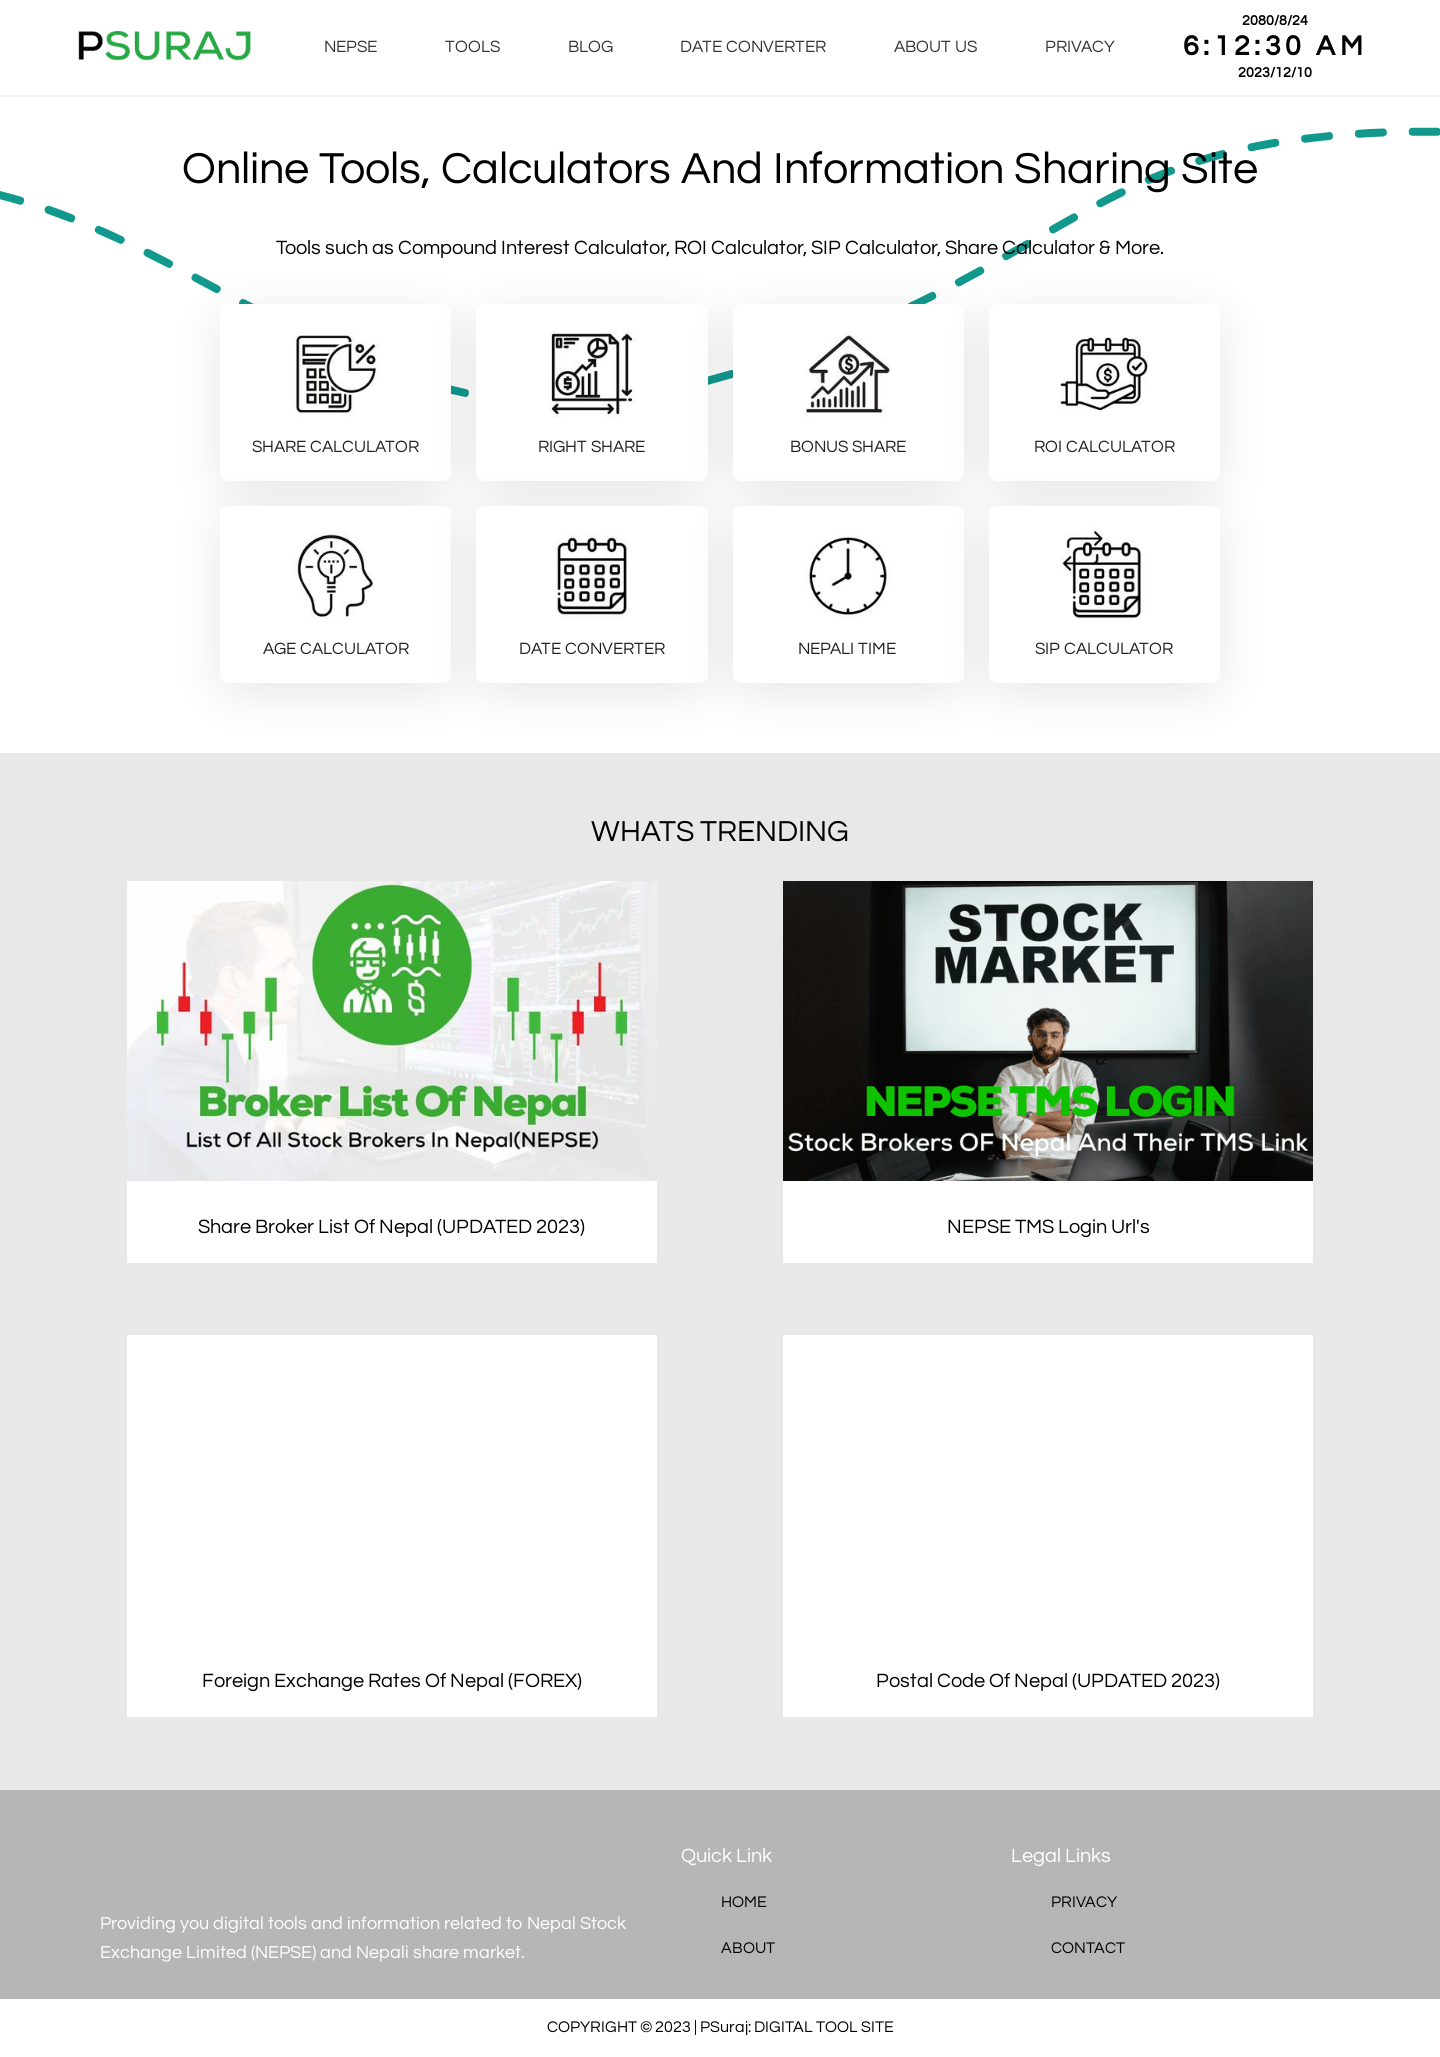 PSURAJ
NEPSE
TOOLS
BLOG
DATE CONVERTER
ABOUT US
PRIVACY
2080/8/24
6:12:30 AM
2023/12/10
Online Tools, Calculators And Information Sharing Site
Tools such as Compound Interest Calculator, ROI Calculator, SIP Calculator, Share Calculator & More.
SHARE CALCULATOR
RIGHT SHARE
BONUS SHARE
ROI CALCULATOR
AGE CALCULATOR
DATE CONVERTER
NEPALI TIME
SIP CALCULATOR
WHATS TRENDING
Broker List Of Nepal
List Of All Stock Brokers In Nepal(NEPSE)
Share Broker List Of Nepal (UPDATED 2023)
STOCK
MARKET
NEPSE TMS LOGIN
Stock Brokers OF Nepal And Their TMS Link
NEPSE TMS Login Url's
Foreign Exchange Rates Of Nepal (FOREX)
Postal Code Of Nepal (UPDATED 2023)
Providing you digital tools and information related to Nepal Stock
Exchange Limited (NEPSE) and Nepali share market.
Quick Link
HOME
ABOUT
Legal Links
PRIVACY
CONTACT
COPYRIGHT © 2023 | PSuraj: DIGITAL TOOL SITE